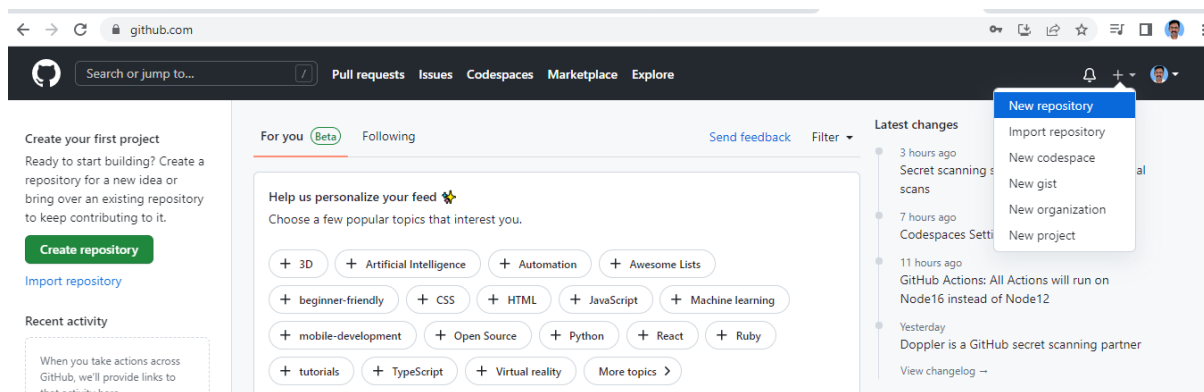 github.com
Search or jump to... /
Pull requests Issues Codespaces Marketplace Explore
New repository
Import repository
New codespace
New gist
New organization
New project
Create your first project
Ready to start building? Create a
repository for a new idea or
bring over an existing repository
to keep contributing to it.
Create repository
Import repository
Recent activity
When you take actions across
GitHub, we'll provide links to
that activity here.
For you Beta Following
Send feedback Filter
Help us personalize your feed
Choose a few popular topics that interest you.
+ 3D + Artificial Intelligence + Automation + Awesome Lists
+ beginner-friendly + CSS + HTML + JavaScript + Machine learning
+ mobile-development + Open Source + Python + React + Ruby
+ tutorials + TypeScript + Virtual reality More topics >
Latest changes
3 hours ago
Secret scanning s al
scans
7 hours ago
Codespaces Setti
11 hours ago
GitHub Actions: All Actions will run on
Node16 instead of Node12
Yesterday
Doppler is a GitHub secret scanning partner
View changelog →